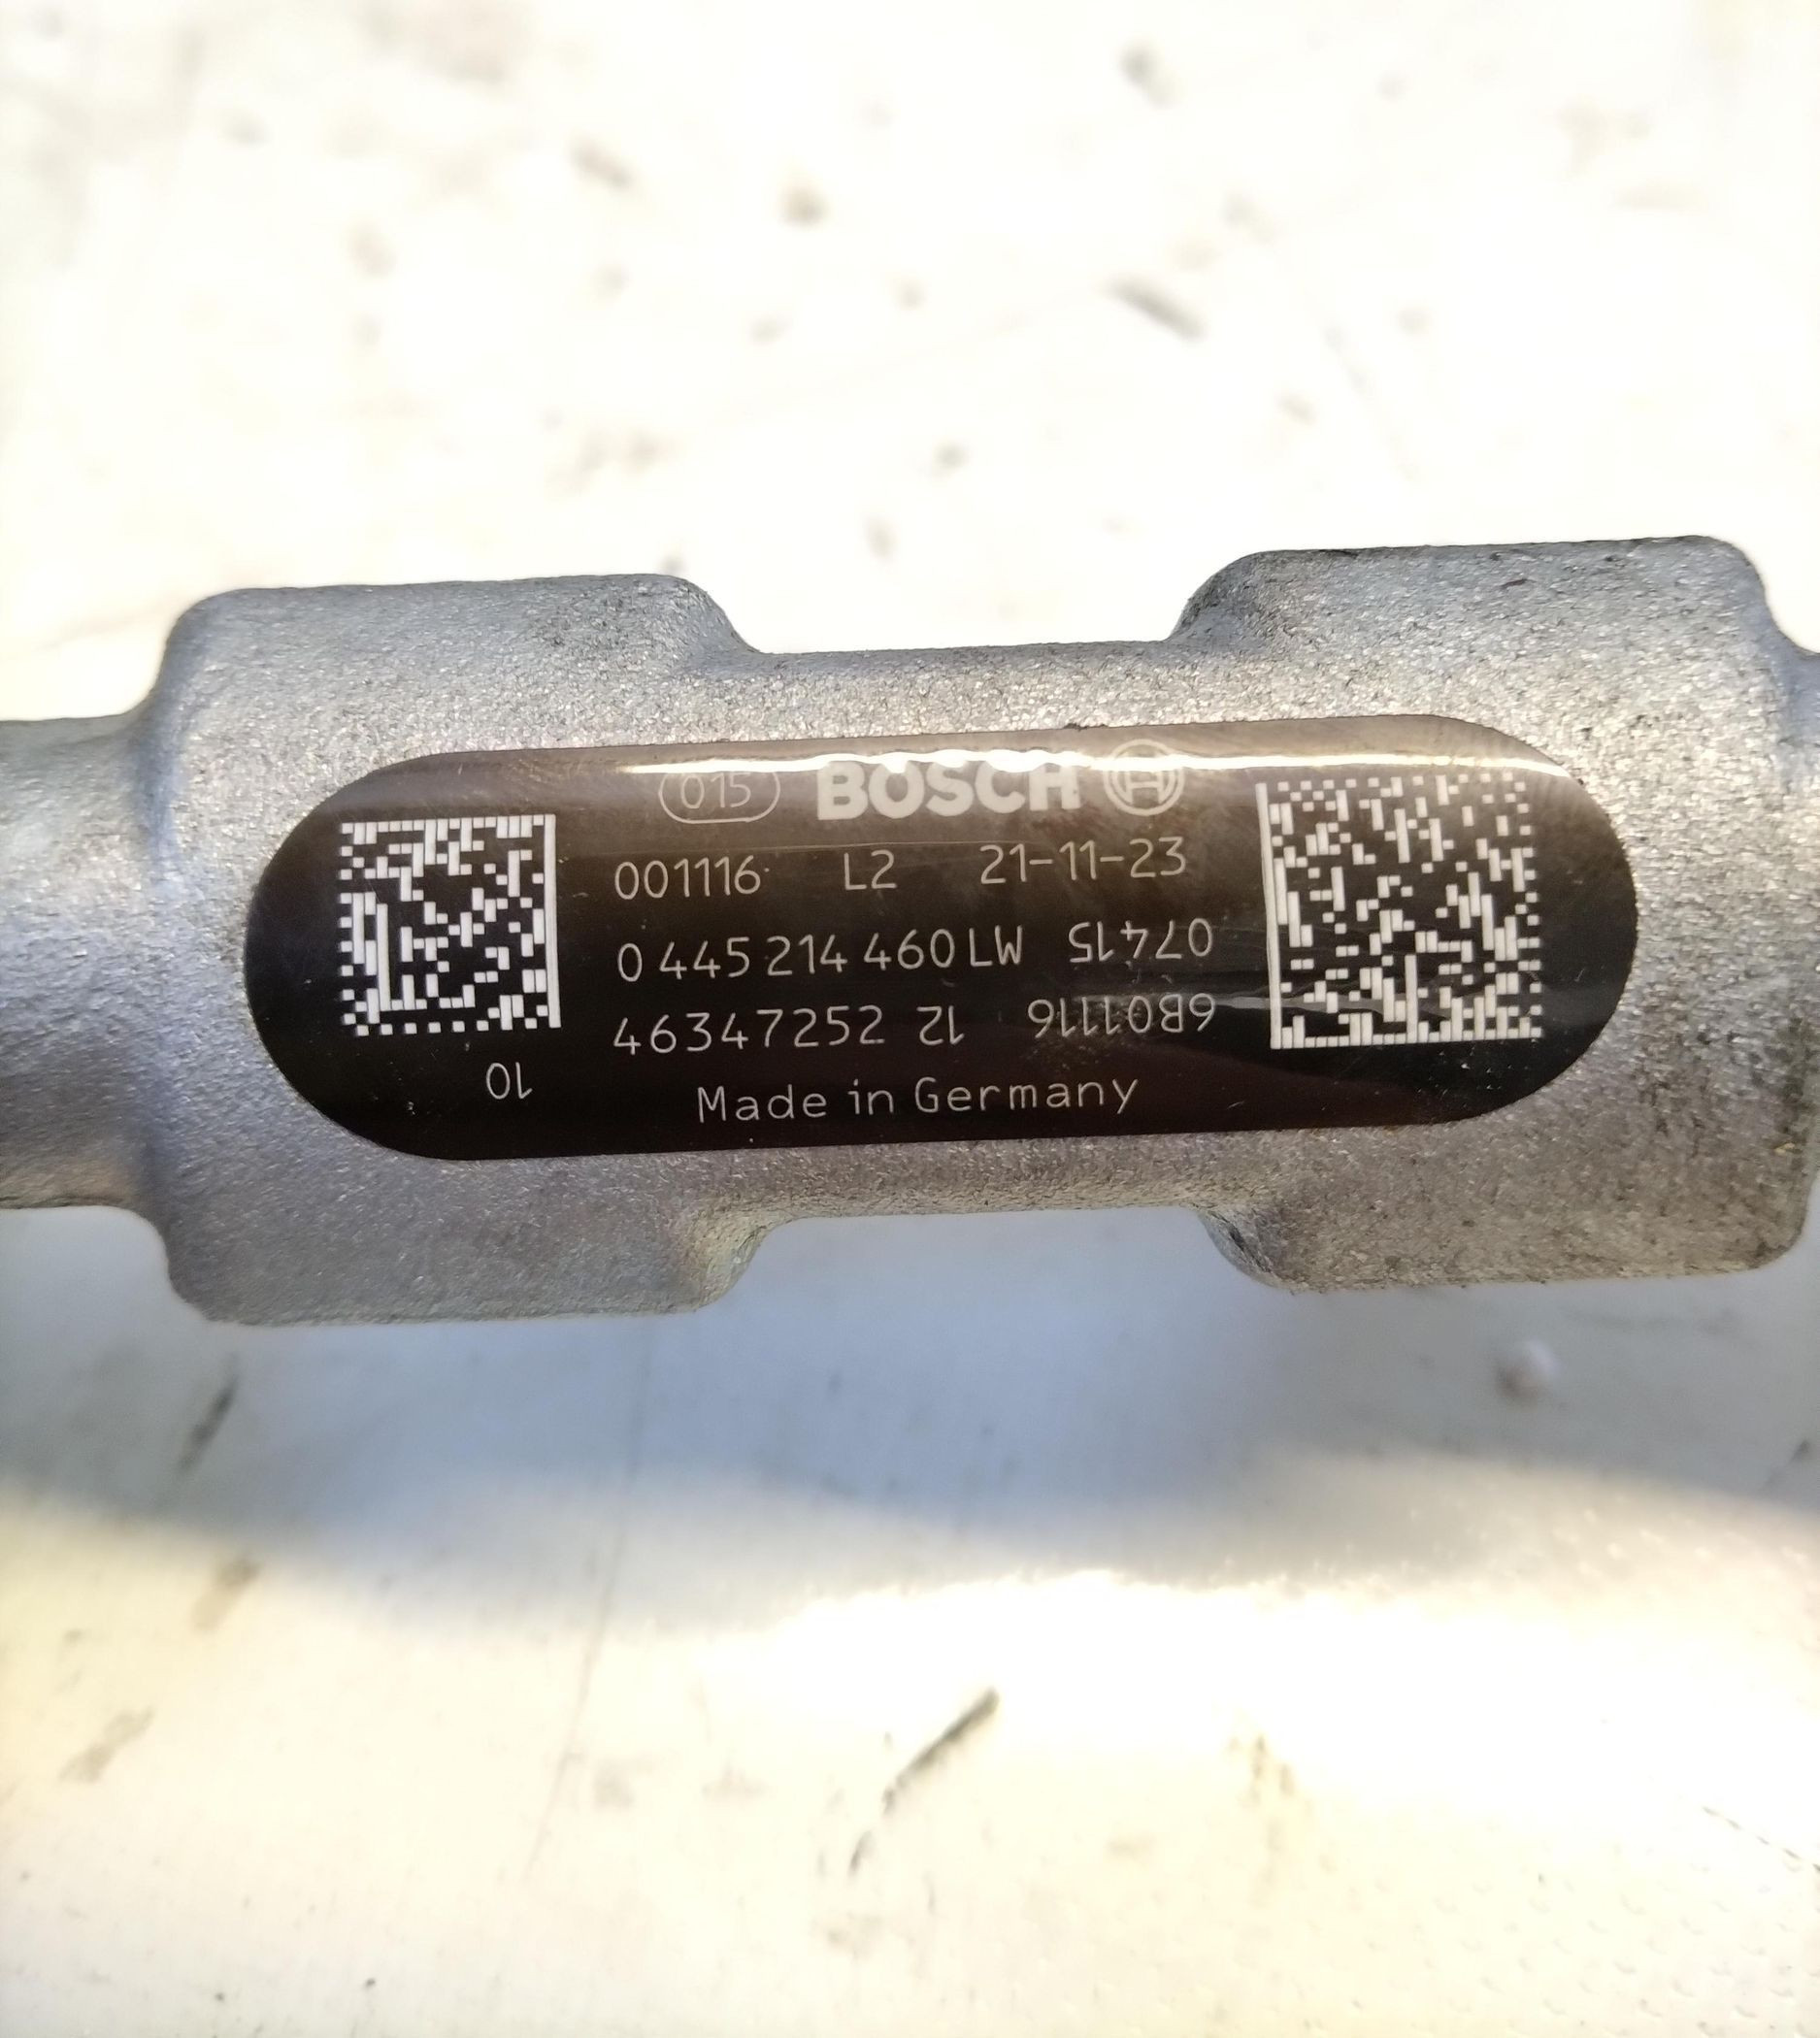 015 BOSCH
001116 L2 21-11-23
0 445 214 460 M1 07415
46347252 12 6B01116
10
Made in Germany